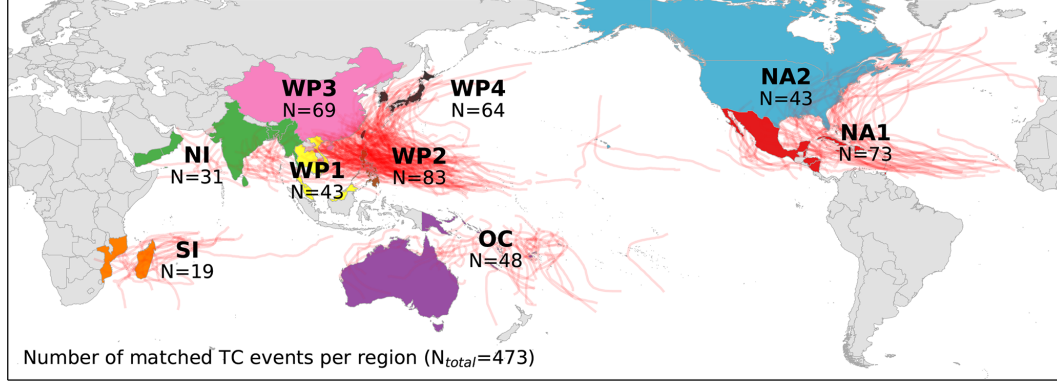 WP3
N=69
WP4
N=64
NA2
N=43
NA1
N=73
NI
N=31
WP1
N=43
WP2
N=83
SI
N=19
OC
N=48
Number of matched TC events per region (N_total=473)